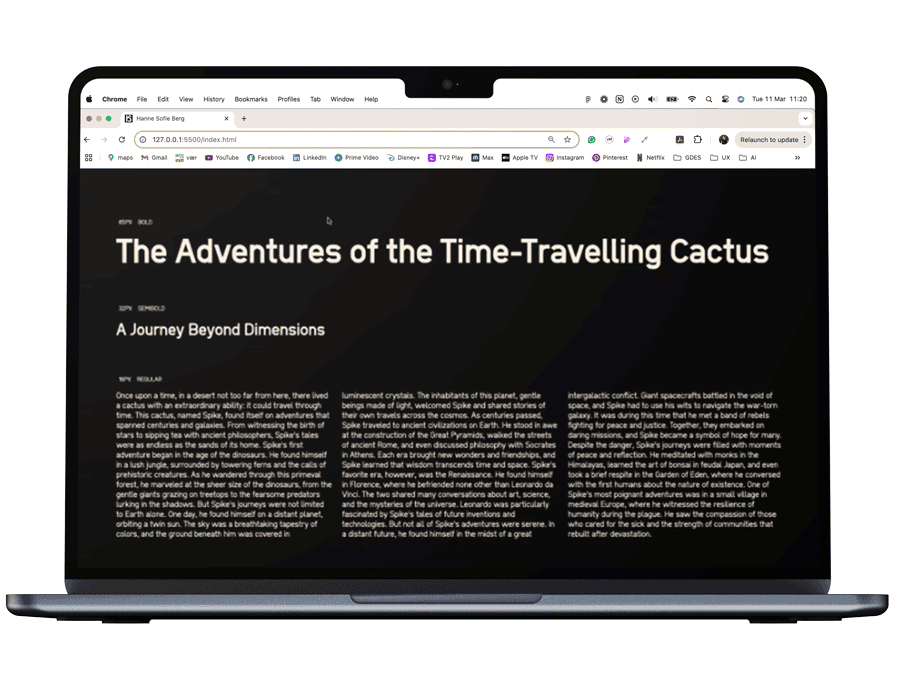 Chrome File Edit View History Bookmarks Profiles Tab Window Help Tue 11 Mar 11:20
Hanne Sofie Berg
127.0.0.1:5500/index.html Relaunch to update
maps Gmail vær YouTube Facebook LinkedIn Prime Video Disney+ TV2 Play Max Apple TV Instagram Pinterest Netflix GDES UX AI
65PX BOLD
The Adventures of the Time-Travelling Cactus
32PX SEMIBOLD
A Journey Beyond Dimensions
16PX REGULAR
Once upon a time, in a desert not too far from here, there lived
a cactus with an extraordinary ability: it could travel through
time. This cactus, named Spike, found itself on adventures that
spanned centuries and galaxies. From witnessing the birth of
stars to sipping tea with ancient philosophers, Spike's tales
were as endless as the sands of its home. Spike's first
adventure began in the age of the dinosaurs. He found himself
in a lush jungle, surrounded by towering ferns and the calls of
prehistoric creatures. As he wandered through this primeval
forest, he marveled at the sheer size of the dinosaurs, from the
gentle giants grazing on treetops to the fearsome predators
lurking in the shadows. But Spike's journeys were not limited
to Earth alone. One day, he found himself on a distant planet,
orbiting a twin sun. The sky was a breathtaking tapestry of
colors, and the ground beneath him was covered in
luminescent crystals. The inhabitants of this planet, gentle
beings made of light, welcomed Spike and shared stories of
their own travels across the cosmos. As centuries passed,
Spike traveled to ancient civilizations on Earth. He stood in awe
at the construction of the Great Pyramids, walked the streets
of ancient Rome, and even discussed philosophy with Socrates
in Athens. Each era brought new wonders and friendships, and
Spike learned that wisdom transcends time and space. Spike's
favorite era, however, was the Renaissance. He found himself
in Florence, where he befriended none other than Leonardo da
Vinci. The two shared many conversations about art, science,
and the mysteries of the universe. Leonardo was particularly
fascinated by Spike's tales of future inventions and
technologies. But not all of Spike's adventures were serene. In
a distant future, he found himself in the midst of a great
intergalactic conflict. Giant spacecrafts battled in the void of
space, and Spike had to use his wits to navigate the war-torn
galaxy. It was during this time that he met a band of rebels
fighting for peace and justice. Together, they embarked on
daring missions, and Spike became a symbol of hope for many.
Despite the danger, Spike's journeys were filled with moments
of peace and reflection. He meditated with monks in the
Himalayas, learned the art of bonsai in feudal Japan, and even
took a brief respite in the Garden of Eden, where he conversed
with the first humans about the nature of existence. One of
Spike's most poignant adventures was in a small village in
medieval Europe, where he witnessed the resilience of
humanity during the plague. He saw the compassion of those
who cared for the sick and the strength of communities that
rebuilt after devastation.